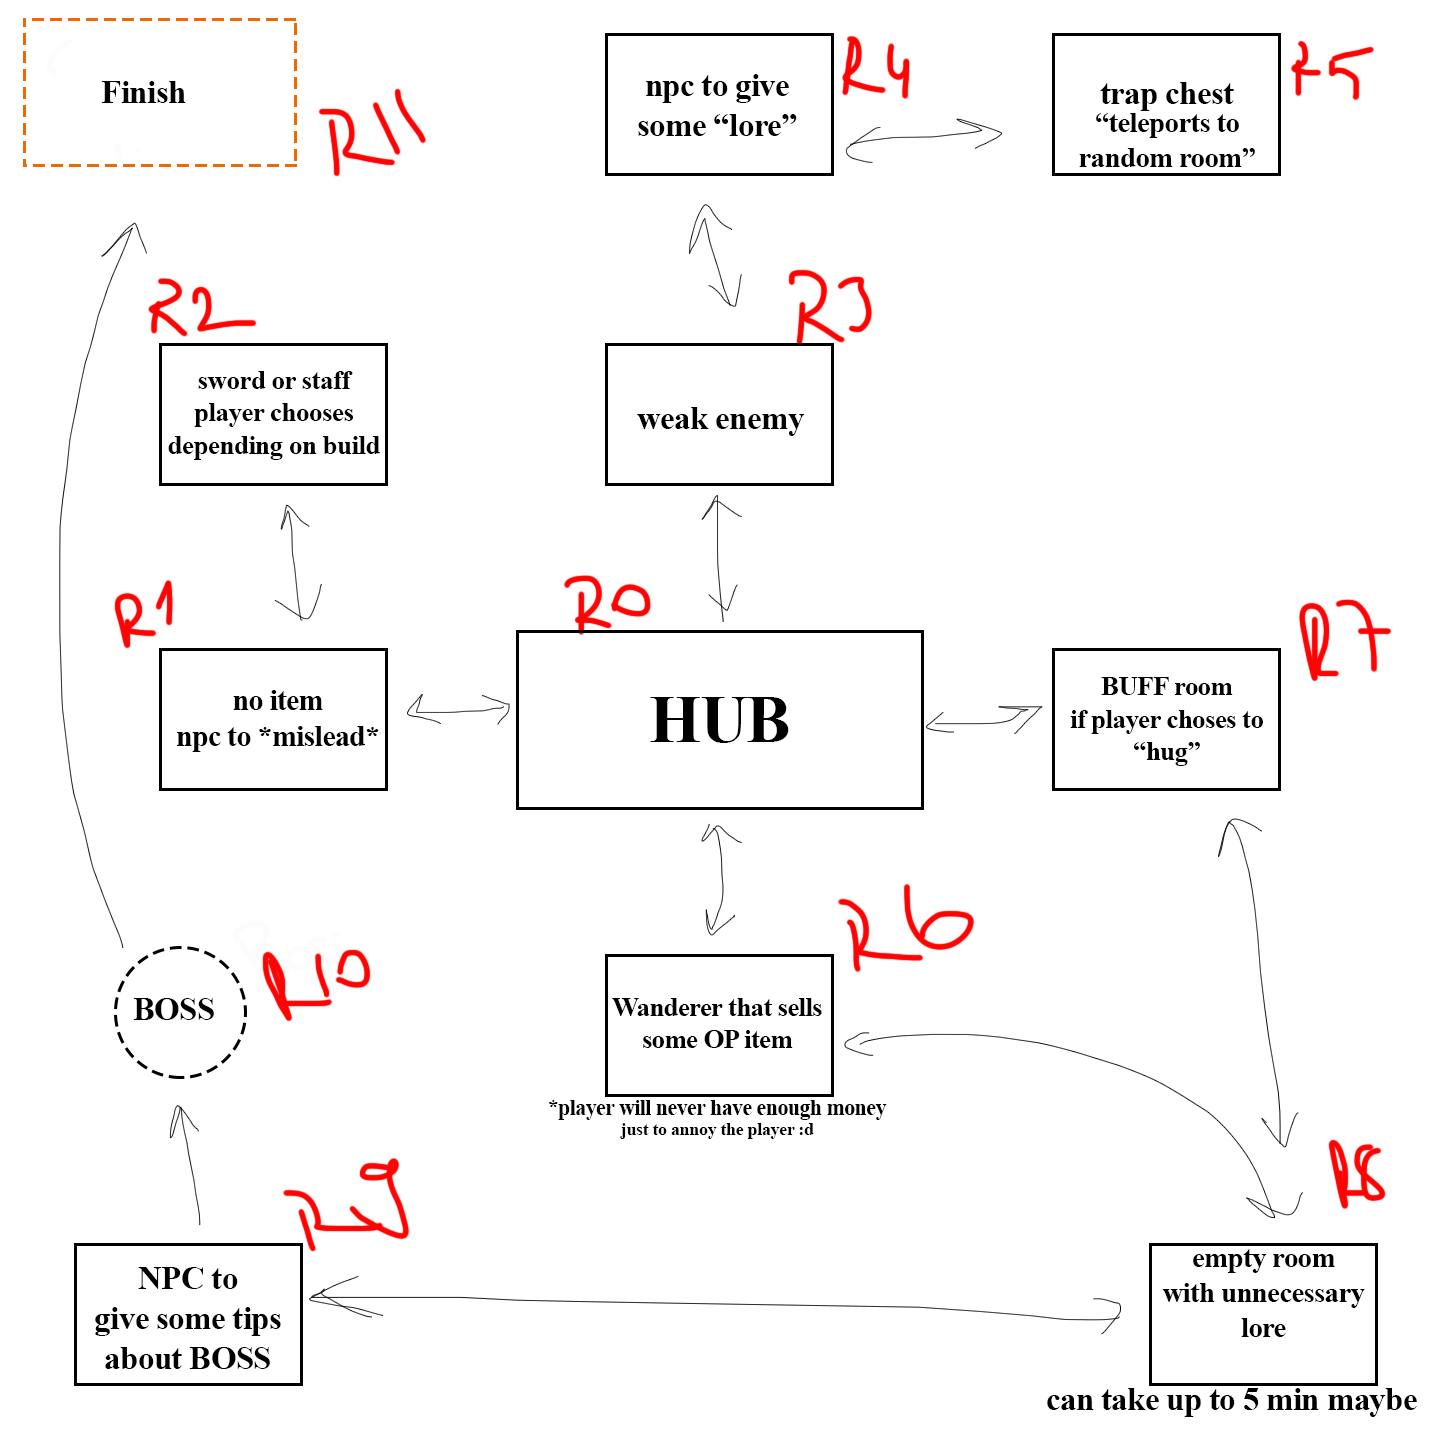 Finish
R11
npc to give
some “lore”
R4
trap chest
“teleports to
random room”
R5
R2
sword or staff
player chooses
depending on build
R3
weak enemy
R1
no item
npc to *mislead*
R0
HUB
R7
BUFF room
if player choses to
“hug”
BOSS
R10
R6
Wanderer that sells
some OP item
*player will never have enough money
just to annoy the player :d
R9
NPC to
give some tips
about BOSS
R8
empty room
with unnecessary
lore
can take up to 5 min maybe